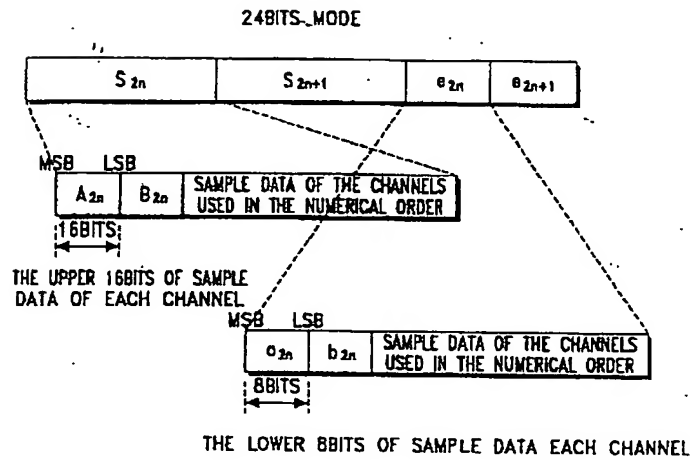 24BITS-MODE
S2n S2n+1 e2n e2n+1
MSB LSB
A2n B2n SAMPLE DATA OF THE CHANNELS
USED IN THE NUMERICAL ORDER
16BITS
THE UPPER 16BITS OF SAMPLE
DATA OF EACH CHANNEL
MSB LSB
a2n b2n SAMPLE DATA OF THE CHANNELS
USED IN THE NUMERICAL ORDER
8BITS
THE LOWER 8BITS OF SAMPLE DATA EACH CHANNEL